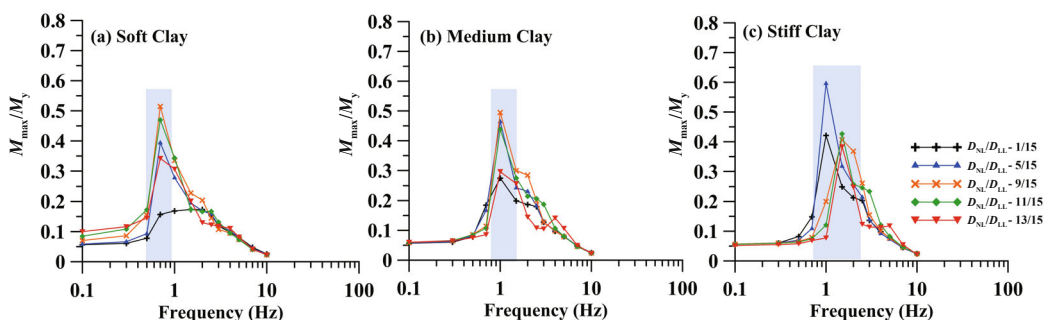 (a) Soft Clay
M_max/M_y
0.8
0.7
0.6
0.5
0.4
0.3
0.2
0.1
0
0.1 1 10 100
Frequency (Hz)
(b) Medium Clay
M_max/M_y
0.8
0.7
0.6
0.5
0.4
0.3
0.2
0.1
0
0.1 1 10 100
Frequency (Hz)
(c) Stiff Clay
M_max/M_y
0.8
0.7
0.6
0.5
0.4
0.3
0.2
0.1
0
0.1 1 10 100
Frequency (Hz)
D_NL/D_LL - 1/15
D_NL/D_LL - 5/15
D_NL/D_LL - 9/15
D_NL/D_LL - 11/15
D_NL/D_LL - 13/15